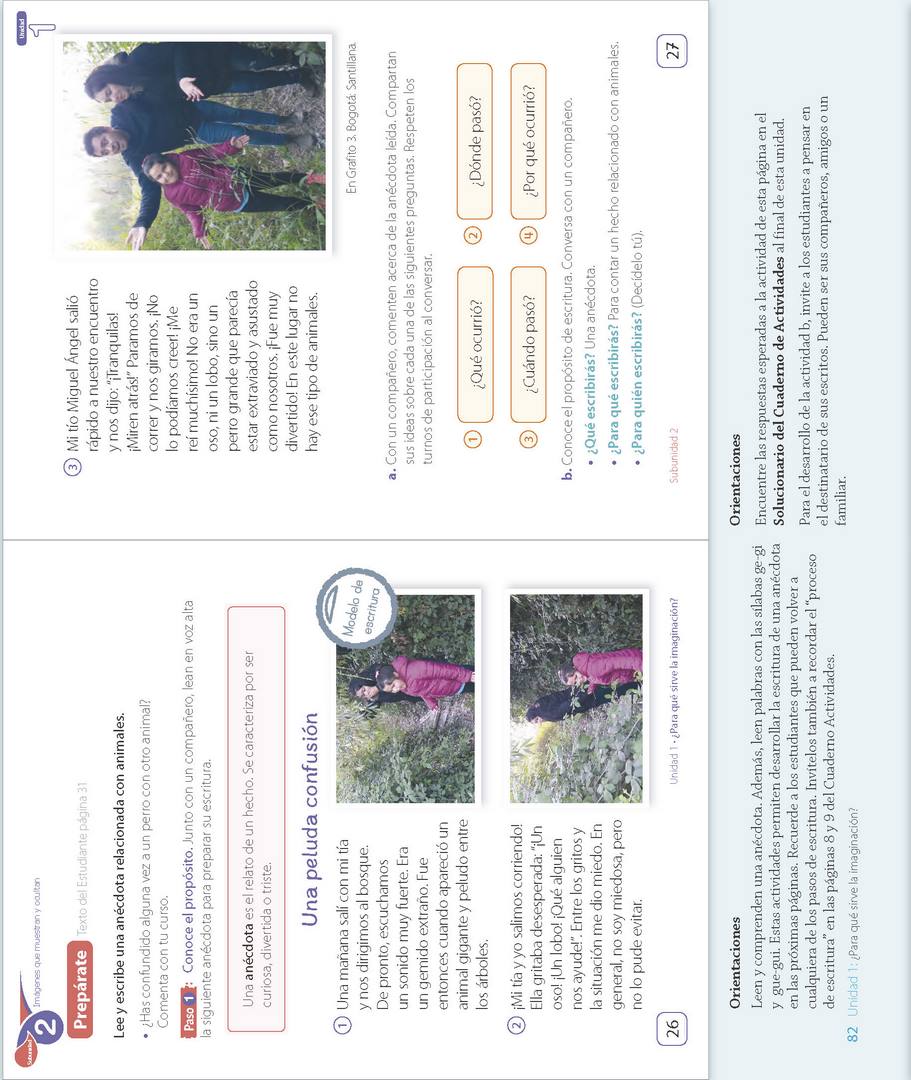 Subunidad
2
Imágenes que muestran y ocultan
Prepárate
Texto del Estudiante página 31
Lee y escribe una anécdota relacionada con animales.
• ¿Has confundido alguna vez a un perro con otro animal?
Comenta con tu curso.
Paso 1: Conoce el propósito. Junto con un compañero, lean en voz alta
la siguiente anécdota para preparar su escritura.
Una anécdota es el relato de un hecho. Se caracteriza por ser
curiosa, divertida o triste.
Una peluda confusión
Modelo de
escritura
1 Una mañana salí con mi tía
y nos dirigimos al bosque.
De pronto, escuchamos
un sonido muy fuerte. Era
un gemido extraño. Fue
entonces cuando apareció un
animal gigante y peludo entre
los árboles.
2 ¡Mi tía y yo salimos corriendo!
Ella gritaba desesperada: "¡Un
oso! ¡Un lobo! ¡Qué alguien
nos ayude!". Entre los gritos y
la situación me dio miedo. En
general, no soy miedosa, pero
no lo pude evitar.
26
Unidad 1 • ¿Para qué sirve la imaginación?
Unidad
1
3 Mi tío Miguel Ángel salió
rápido a nuestro encuentro
y nos dijo: "¡Tranquilas!
¡Miren atrás!" Paramos de
correr y nos giramos. ¡No
lo podíamos creer! ¡Me
reí muchísimo! No era un
oso, ni un lobo, sino un
perro grande que parecía
estar extraviado y asustado
como nosotros. ¡Fue muy
divertido! En este lugar no
hay ese tipo de animales.
En Grafito 3. Bogotá: Santillana.
a. Con un compañero, comenten acerca de la anécdota leída. Compartan
sus ideas sobre cada una de las siguientes preguntas. Respeten los
turnos de participación al conversar.
1 ¿Qué ocurrió?
2 ¿Dónde pasó?
3 ¿Cuándo pasó?
4 ¿Por qué ocurrió?
b. Conoce el propósito de escritura. Conversa con un compañero.
• ¿Qué escribirás? Una anécdota.
• ¿Para qué escribirás? Para contar un hecho relacionado con animales.
• ¿Para quién escribirás? (Decídelo tú).
Subunidad 2
27
Orientaciones
Leen y comprenden una anécdota. Además, leen palabras con las sílabas ge-gi
y gue-gui. Estas actividades permiten desarrollar la escritura de una anécdota
en las próximas páginas. Recuerde a los estudiantes que pueden volver a
cualquiera de los pasos de escritura. Invítelos también a recordar el "proceso
de escritura" en las páginas 8 y 9 del Cuaderno Actividades.
Orientaciones
Encuentre las respuestas esperadas a la actividad de esta página en el
Solucionario del Cuaderno de Actividades al final de esta unidad.
Para el desarrollo de la actividad b, invite a los estudiantes a pensar en
el destinatario de sus escritos. Pueden ser sus compañeros, amigos o un
familiar.
82 Unidad 1: ¿Para qué sirve la imaginación?